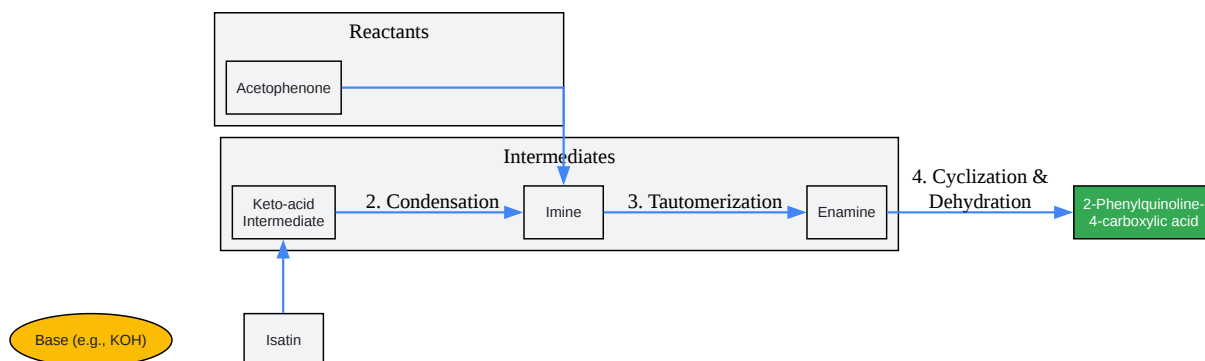 Reactants
Acetophenone
Intermediates
Keto-acid
Intermediate
2. Condensation
Imine
3. Tautomerization
Enamine
4. Cyclization &
Dehydration
2-Phenylquinoline-
4-carboxylic acid
Base (e.g., KOH)
Isatin